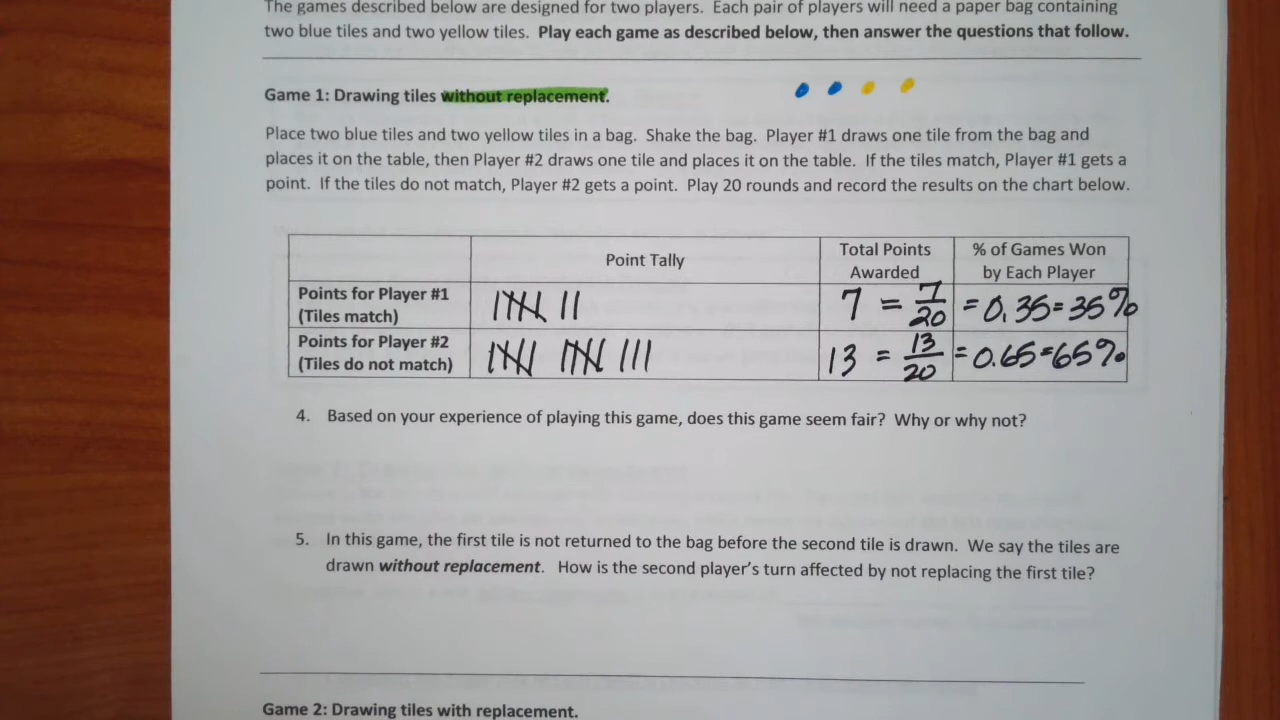 The games described below are designed for two players. Each pair of players will need a paper bag containing
two blue tiles and two yellow tiles. Play each game as described below, then answer the questions that follow.
Game 1: Drawing tiles without replacement.
Place two blue tiles and two yellow tiles in a bag. Shake the bag. Player #1 draws one tile from the bag and
places it on the table, then Player #2 draws one tile and places it on the table. If the tiles match, Player #1 gets a
point. If the tiles do not match, Player #2 gets a point. Play 20 rounds and record the results on the chart below.
Point Tally
Total Points
Awarded
% of Games Won
by Each Player
Points for Player #1
(Tiles match)
7 = 7/20 = 0.35 = 35%
Points for Player #2
(Tiles do not match)
13 = 13/20 = 0.65 = 65%
4. Based on your experience of playing this game, does this game seem fair? Why or why not?
5. In this game, the first tile is not returned to the bag before the second tile is drawn. We say the tiles are
drawn without replacement. How is the second player's turn affected by not replacing the first tile?
Game 2: Drawing tiles with replacement.